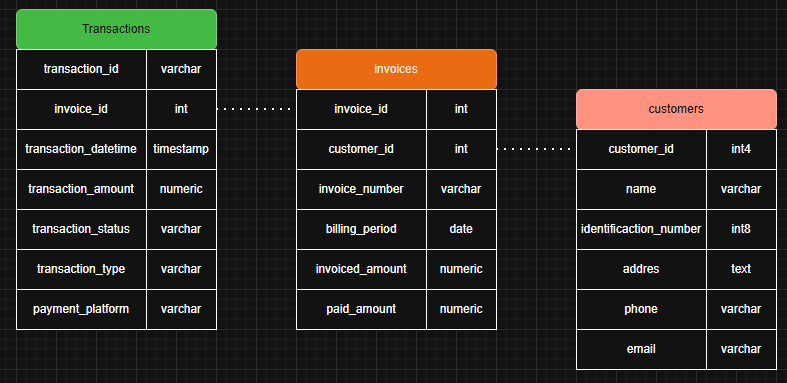 Transactions
transaction_id varchar
invoice_id int
transaction_datetime timestamp
transaction_amount numeric
transaction_status varchar
transaction_type varchar
payment_platform varchar
invoices
invoice_id int
customer_id int
invoice_number varchar
billing_period date
invoiced_amount numeric
paid_amount numeric
customers
customer_id int4
name varchar
identificaction_number int8
addres text
phone varchar
email varchar